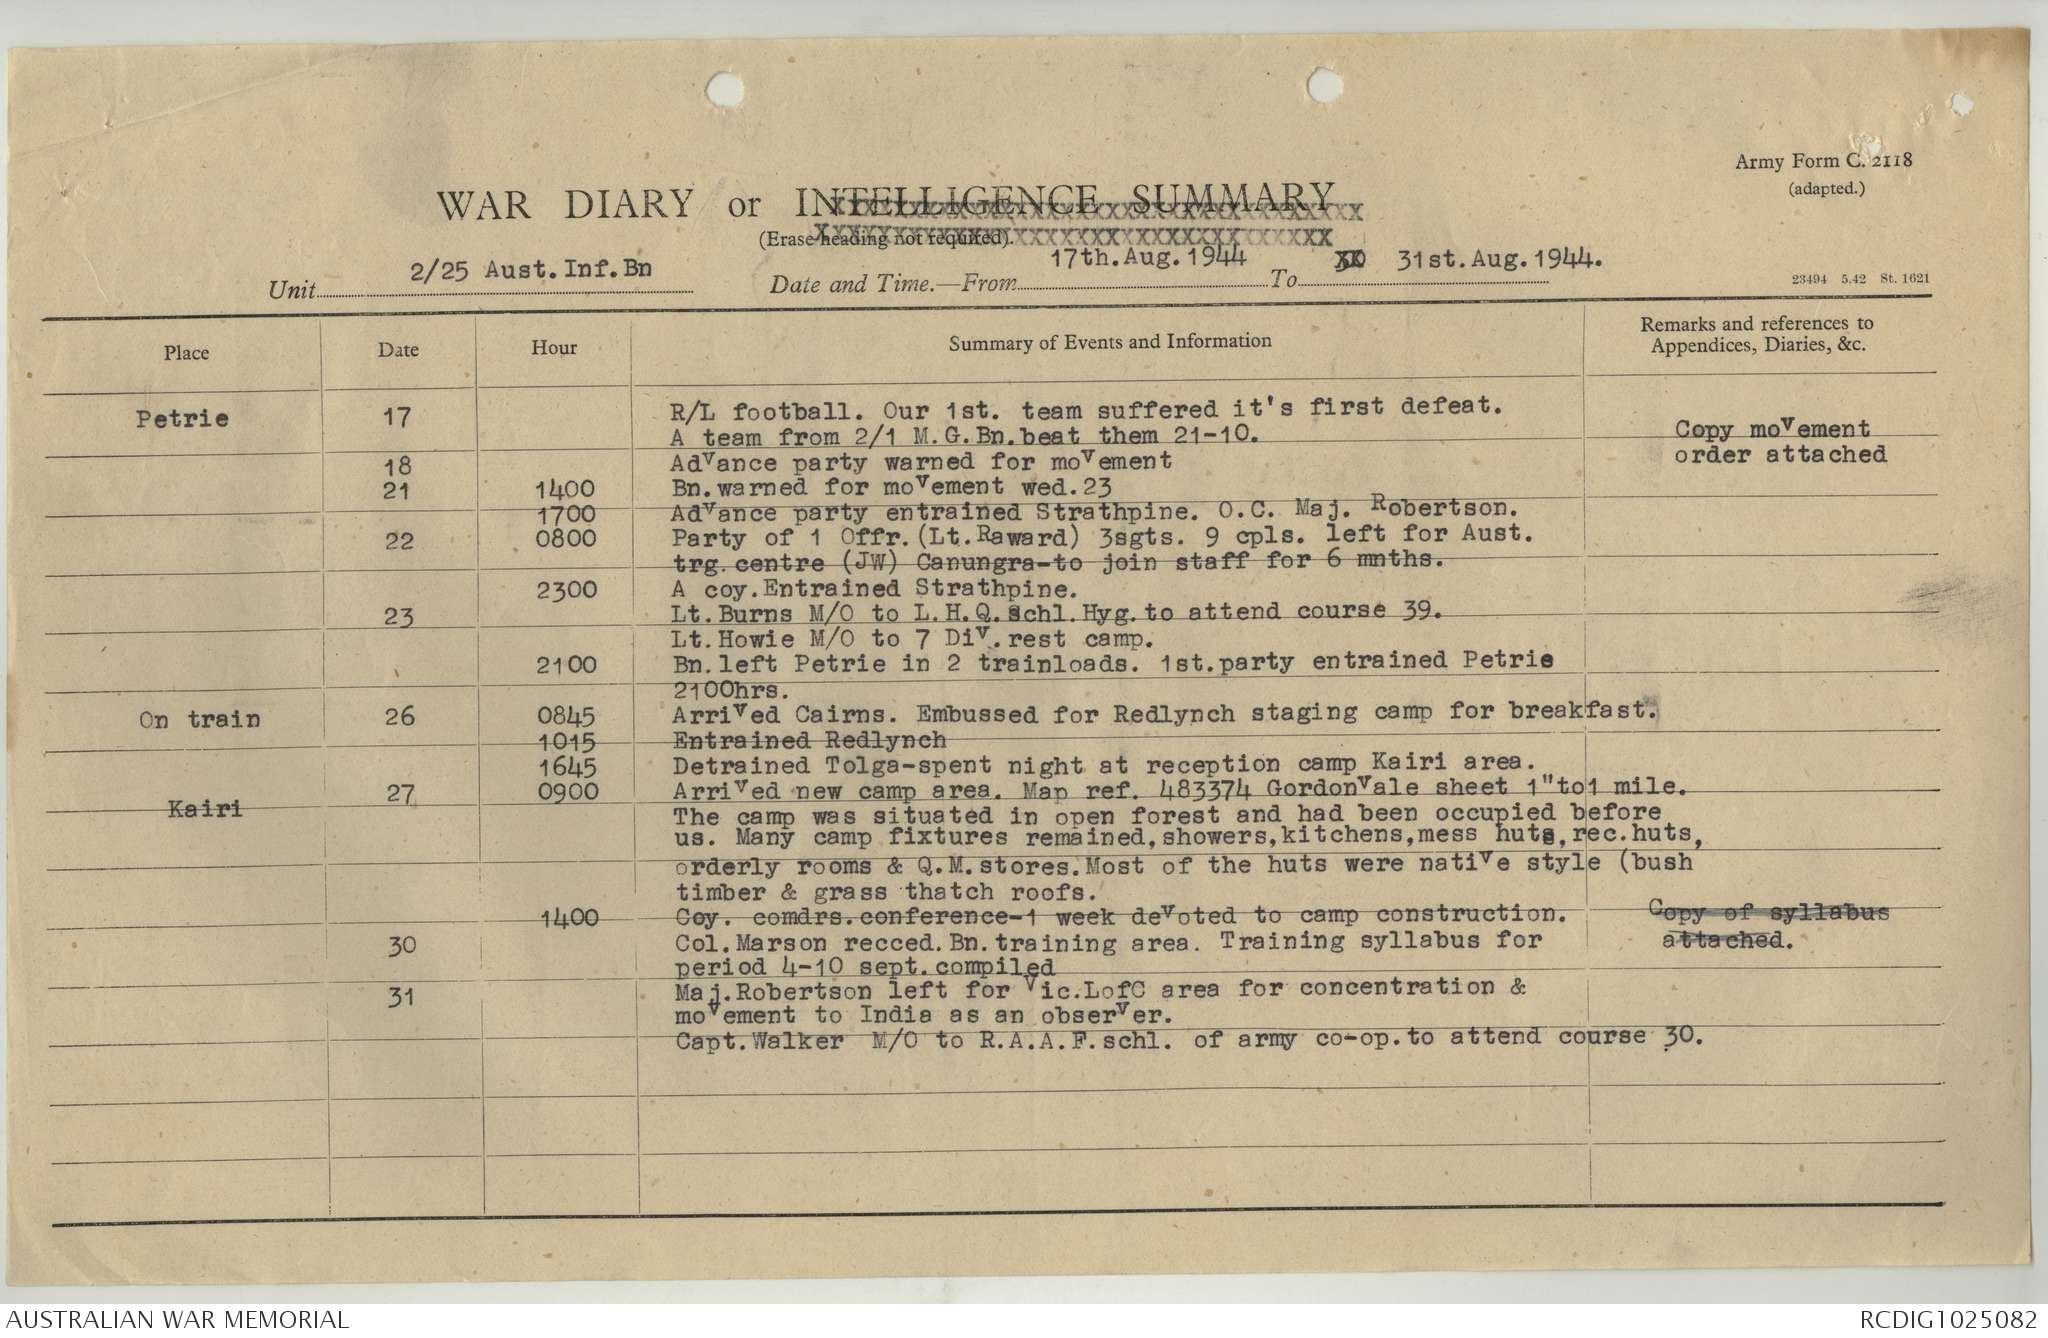 Army Form C. 2118
(adapted.)
WAR DIARY or INTELLIGENCE SUMMARY
(Erase heading not required).
Unit 2/25 Aust.Inf.Bn Date and Time.—From 17th.Aug.1944 To 31st.Aug.1944.
23494 5.42 St. 1621
Place Date Hour Summary of Events and Information Remarks and references to Appendices, Diaries, &c.
Petrie 17 R/L football. Our 1st. team suffered it's first defeat.
A team from 2/1 M.G.Bn.beat them 21-10. Copy movement
18 Advance party warned for movement order attached
21 1400 Bn.warned for movement wed.23
1700 Advance party entrained Strathpine. O.C. Maj. Robertson.
22 0800 Party of 1 Offr.(Lt.Raward) 3sgts. 9 cpls. left for Aust.
trg.centre (JW) Canungra-to join staff for 6 mnths.
2300 A coy.Entrained Strathpine.
23 Lt.Burns M/O to L.H.Q.schl.Hyg.to attend course 39.
Lt.Howie M/O to 7 Div.rest camp.
2100 Bn.left Petrie in 2 trainloads. 1st.party entrained Petrie
2100hrs.
On train 26 0845 Arrived Cairns. Embussed for Redlynch staging camp for breakfast.
1015 Entrained Redlynch
1645 Detrained Tolga-spent night at reception camp Kairi area.
Kairi 27 0900 Arrived new camp area. Map ref. 483374 Gordonvale sheet 1"to1 mile.
The camp was situated in open forest and had been occupied before
us. Many camp fixtures remained,showers,kitchens,mess huts,rec.huts,
orderly rooms & Q.M.stores.Most of the huts were native style (bush
timber & grass thatch roofs.
1400 Coy. comdrs.conference-1 week devoted to camp construction. Copy of syllabus
30 Col.Marson recced.Bn.training area. Training syllabus for attached.
period 4-10 sept.compiled
31 Maj.Robertson left for Vic.LofC area for concentration &
movement to India as an observer.
Capt.Walker M/O to R.A.A.F.schl. of army co-op.to attend course 30.
AUSTRALIAN WAR MEMORIAL RCDIG1025082